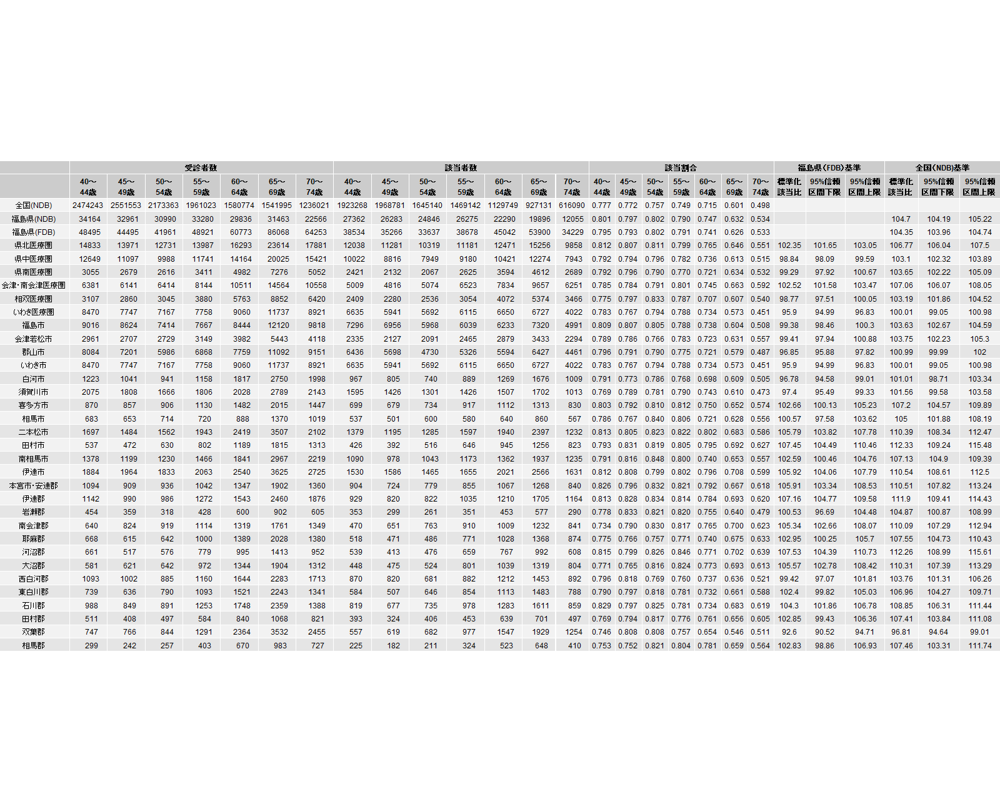 受診者数 該当者数 該当割合 福島県(FDB)基準 全国(NDB)基準
40～ 45～ 50～ 55～ 60～ 65～ 70～ 40～ 45～ 50～ 55～ 60～ 65～ 70～ 40～ 45～ 50～ 55～ 60～ 65～ 70～ 標準化 95%信頼 95%信頼 標準化 95%信頼 95%信頼
44歳 49歳 54歳 59歳 64歳 69歳 74歳 44歳 49歳 54歳 59歳 64歳 69歳 74歳 44歳 49歳 54歳 59歳 64歳 69歳 74歳 該当比 区間下限 区間上限 該当比 区間下限 区間上限
全国(NDB) 2474243 2551553 2173363 1961023 1580774 1541995 1236021 1923268 1968781 1645140 1469142 1129749 927131 616090 0.777 0.772 0.757 0.749 0.715 0.601 0.498
福島県(NDB) 34164 32961 30990 33280 29836 31463 22566 27362 26283 24846 26275 22290 19896 12055 0.801 0.797 0.802 0.790 0.747 0.632 0.534 104.7 104.19 105.22
福島県(FDB) 48495 44495 41961 48921 60773 86068 64253 38534 35266 33637 38678 45042 53900 34229 0.795 0.793 0.802 0.791 0.741 0.626 0.533 104.35 103.96 104.74
県北医療圏 14833 13971 12731 13987 16293 23614 17881 12038 11281 10319 11181 12471 15256 9858 0.812 0.807 0.811 0.799 0.765 0.646 0.551 102.35 101.65 103.05 106.77 106.04 107.5
県中医療圏 12649 11097 9988 11741 14164 20025 15421 10022 8816 7949 9180 10421 12274 7943 0.792 0.794 0.796 0.782 0.736 0.613 0.515 98.84 98.09 99.59 103.1 102.32 103.89
県南医療圏 3055 2679 2616 3411 4982 7276 5052 2421 2132 2067 2625 3594 4612 2689 0.792 0.796 0.790 0.770 0.721 0.634 0.532 99.29 97.92 100.67 103.65 102.22 105.09
会津・南会津医療圏 6381 6141 6414 8144 10511 14564 10558 5009 4816 5074 6523 7834 9657 6251 0.785 0.784 0.791 0.801 0.745 0.663 0.592 102.52 101.58 103.47 107.06 106.07 108.05
相双医療圏 3107 2860 3045 3880 5763 8852 6420 2409 2280 2536 3054 4072 5374 3466 0.775 0.797 0.833 0.787 0.707 0.607 0.540 98.77 97.51 100.05 103.19 101.86 104.52
いわき医療圏 8470 7747 7167 7758 9060 11737 8921 6635 5941 5692 6115 6650 6727 4022 0.783 0.767 0.794 0.788 0.734 0.573 0.451 95.9 94.99 96.83 100.01 99.05 100.98
福島市 9016 8624 7414 7667 8444 12120 9818 7296 6956 5968 6039 6233 7320 4991 0.809 0.807 0.805 0.788 0.738 0.604 0.508 99.38 98.46 100.3 103.63 102.67 104.59
会津若松市 2961 2707 2729 3149 3982 5443 4118 2335 2127 2091 2465 2879 3433 2294 0.789 0.786 0.766 0.783 0.723 0.631 0.557 99.41 97.94 100.88 103.75 102.23 105.3
郡山市 8084 7201 5986 6868 7759 11092 9151 6436 5698 4730 5326 5594 6427 4461 0.796 0.791 0.790 0.775 0.721 0.579 0.487 96.85 95.88 97.82 100.99 99.99 102
いわき市 8470 7747 7167 7758 9060 11737 8921 6635 5941 5692 6115 6650 6727 4022 0.783 0.767 0.794 0.788 0.734 0.573 0.451 95.9 94.99 96.83 100.01 99.05 100.98
白河市 1223 1041 941 1158 1817 2750 1998 967 805 740 889 1269 1676 1009 0.791 0.773 0.786 0.768 0.698 0.609 0.505 96.78 94.58 99.01 101.01 98.71 103.34
須賀川市 2075 1808 1666 1806 2028 2789 2143 1595 1426 1301 1426 1507 1702 1013 0.769 0.789 0.781 0.790 0.743 0.610 0.473 97.4 95.49 99.33 101.56 99.58 103.58
喜多方市 870 857 906 1130 1482 2015 1447 699 679 734 917 1112 1313 830 0.803 0.792 0.810 0.812 0.750 0.652 0.574 102.66 100.13 105.23 107.2 104.57 109.89
相馬市 683 653 714 720 888 1370 1019 537 501 600 580 640 860 567 0.786 0.767 0.840 0.806 0.721 0.628 0.556 100.57 97.58 103.62 105 101.88 108.19
二本松市 1697 1484 1562 1943 2419 3507 2102 1379 1195 1285 1597 1940 2397 1232 0.813 0.805 0.823 0.822 0.802 0.683 0.586 105.79 103.82 107.78 110.39 108.34 112.47
田村市 537 472 630 802 1189 1815 1313 426 392 516 646 945 1256 823 0.793 0.831 0.819 0.805 0.795 0.692 0.627 107.45 104.49 110.46 112.33 109.24 115.48
南相馬市 1378 1199 1230 1466 1841 2967 2219 1090 978 1043 1173 1362 1937 1235 0.791 0.816 0.848 0.800 0.740 0.653 0.557 102.59 100.46 104.76 107.13 104.9 109.39
伊達市 1884 1964 1833 2063 2540 3625 2725 1530 1586 1465 1655 2021 2566 1631 0.812 0.808 0.799 0.802 0.796 0.708 0.599 105.92 104.06 107.79 110.54 108.61 112.5
本宮市・安達郡 1094 909 936 1042 1347 1902 1360 904 724 779 855 1067 1268 840 0.826 0.796 0.832 0.821 0.792 0.667 0.618 105.91 103.34 108.53 110.51 107.82 113.24
伊達郡 1142 990 986 1272 1543 2460 1876 929 820 822 1035 1210 1705 1164 0.813 0.828 0.834 0.814 0.784 0.693 0.620 107.16 104.77 109.58 111.9 109.41 114.43
岩瀬郡 454 359 318 428 600 902 605 353 299 261 351 453 577 290 0.778 0.833 0.821 0.820 0.755 0.640 0.479 100.53 96.69 104.48 104.87 100.87 108.99
南会津郡 640 824 919 1114 1319 1761 1349 470 651 763 910 1009 1232 841 0.734 0.790 0.830 0.817 0.765 0.700 0.623 105.34 102.66 108.07 110.09 107.29 112.94
耶麻郡 668 615 642 1000 1389 2028 1380 518 471 486 771 1028 1368 874 0.775 0.766 0.757 0.771 0.740 0.675 0.633 102.95 100.25 105.7 107.55 104.73 110.43
河沼郡 661 517 576 779 995 1413 952 539 413 476 659 767 992 608 0.815 0.799 0.826 0.846 0.771 0.702 0.639 107.53 104.39 110.73 112.26 108.99 115.61
大沼郡 581 621 642 972 1344 1904 1312 448 475 524 801 1039 1319 804 0.771 0.765 0.816 0.824 0.773 0.693 0.613 105.57 102.78 108.42 110.31 107.39 113.29
西白河郡 1093 1002 885 1160 1644 2283 1713 870 820 681 882 1212 1453 892 0.796 0.818 0.769 0.760 0.737 0.636 0.521 99.42 97.07 101.81 103.76 101.31 106.26
東白川郡 739 636 790 1093 1521 2243 1341 584 507 646 854 1113 1483 788 0.790 0.797 0.818 0.781 0.732 0.661 0.588 102.4 99.82 105.03 106.96 104.27 109.71
石川郡 988 849 891 1253 1748 2359 1388 819 677 735 978 1283 1611 859 0.829 0.797 0.825 0.781 0.734 0.683 0.619 104.3 101.86 106.78 108.85 106.31 111.44
田村郡 511 408 497 584 840 1068 821 393 324 406 453 639 701 497 0.769 0.794 0.817 0.776 0.761 0.656 0.605 102.85 99.43 106.36 107.41 103.84 111.08
双葉郡 747 766 844 1291 2364 3532 2455 557 619 682 977 1547 1929 1254 0.746 0.808 0.808 0.757 0.654 0.546 0.511 92.6 90.52 94.71 96.81 94.64 99.01
相馬郡 299 242 257 403 670 983 727 225 182 211 324 523 648 410 0.753 0.752 0.821 0.804 0.781 0.659 0.564 102.83 98.86 106.93 107.46 103.31 111.74